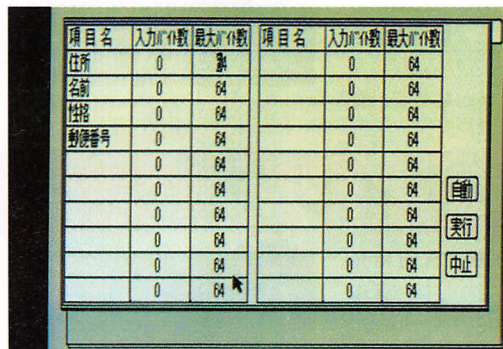 項目名 入力ﾊﾞｲﾄ数 最大ﾊﾞｲﾄ数 項目名 入力ﾊﾞｲﾄ数 最大ﾊﾞｲﾄ数
住所 0 0 64
名前 0 64 0 64
性格 0 64 0 64
郵便番号 0 64 0 64
0 64 0 64
0 64 0 64 自動
0 64 0 64
0 64 0 64 実行
0 64 0 64 中止
0 64 0 64